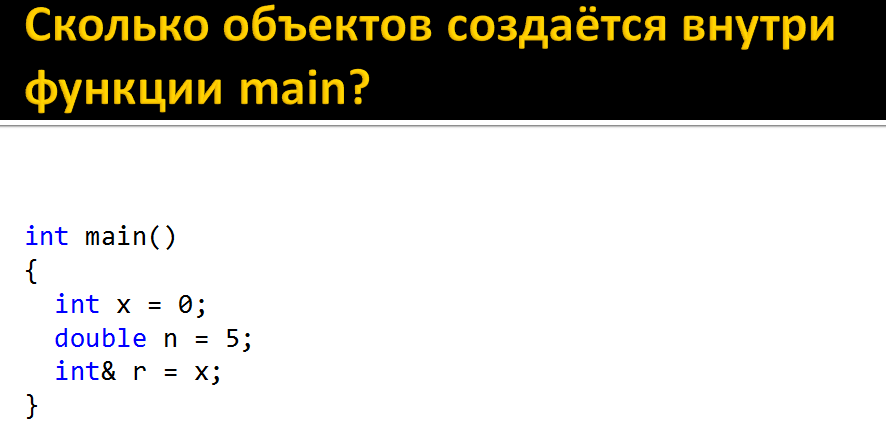 Сколько объектов создаётся внутри
функции main?
int main()
{
  int x = 0;
  double n = 5;
  int& r = x;
}